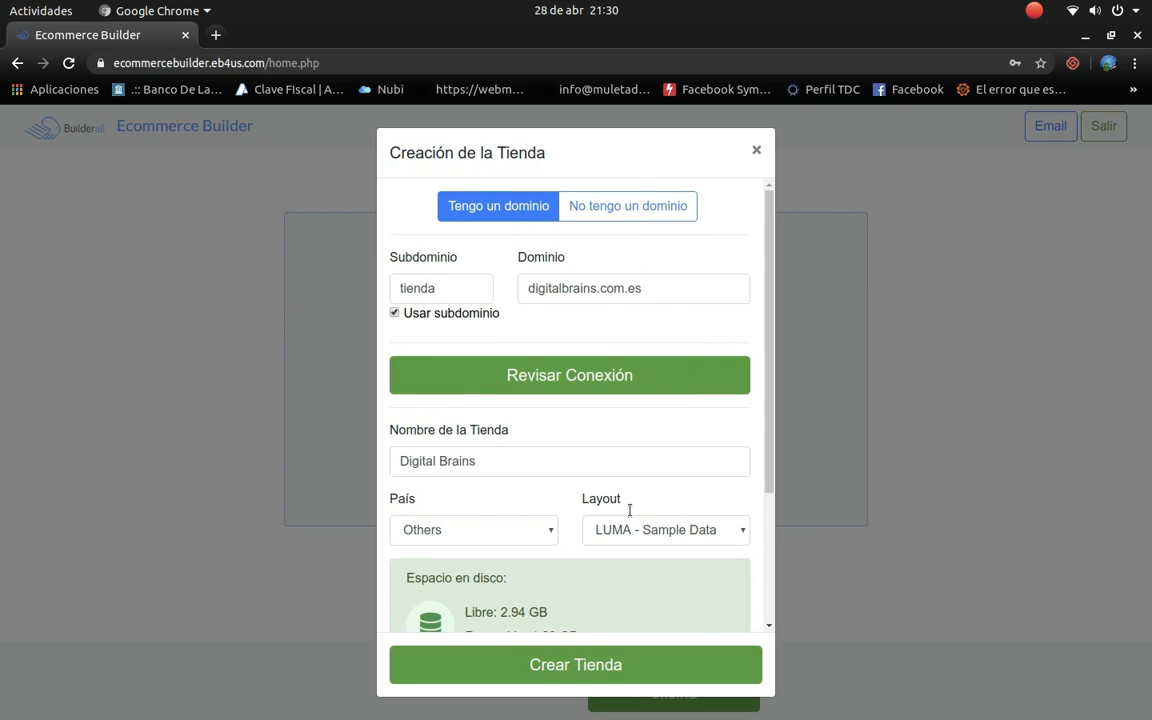 Actividades Google Chrome 28 de abr 21:30
Ecommerce Builder
ecommercebuilder.eb4us.com/home.php
Aplicaciones .:: Banco De La... Clave FIscal | A... Nubi https://webm... info@muletad... Facebook Sym... Perfil TDC Facebook El error que es... »
Builderall Ecommerce Builder Email Salir
Creación de la Tienda
Tengo un dominio No tengo un dominio
Subdominio Dominio
tienda digitalbrains.com.es
Usar subdominio
Revisar Conexión
Nombre de la Tienda
Digital Brains
País Layout
Others LUMA - Sample Data
Espacio en disco:
Libre: 2.94 GB
Crear Tienda